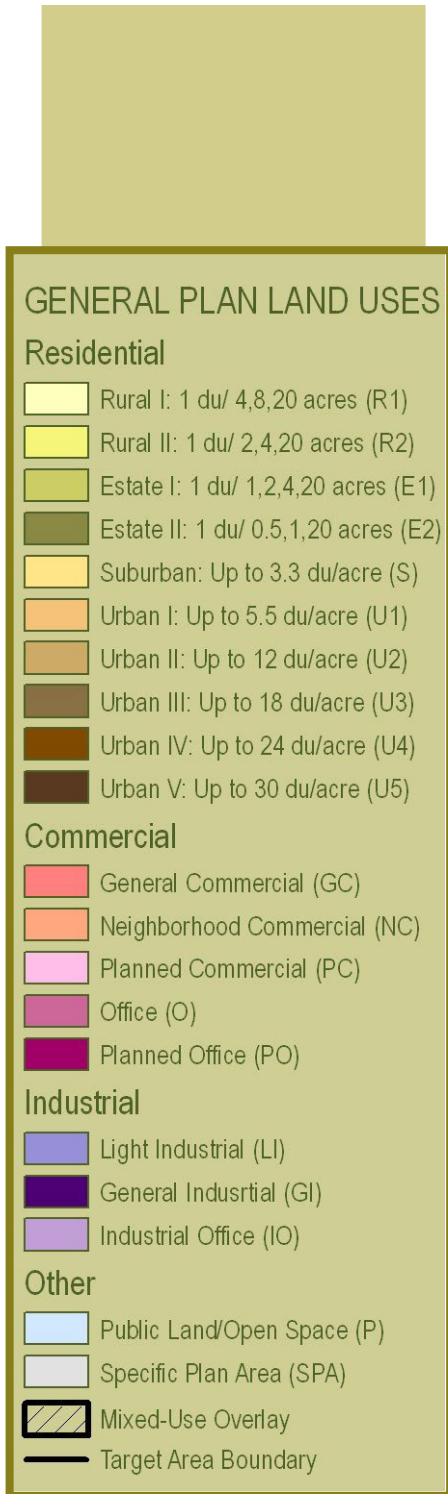 GENERAL PLAN LAND USES
Residential
Rural I: 1 du/ 4,8,20 acres (R1)
Rural II: 1 du/ 2,4,20 acres (R2)
Estate I: 1 du/ 1,2,4,20 acres (E1)
Estate II: 1 du/ 0.5,1,20 acres (E2)
Suburban: Up to 3.3 du/acre (S)
Urban I: Up to 5.5 du/acre (U1)
Urban II: Up to 12 du/acre (U2)
Urban III: Up to 18 du/acre (U3)
Urban IV: Up to 24 du/acre (U4)
Urban V: Up to 30 du/acre (U5)
Commercial
General Commercial (GC)
Neighborhood Commercial (NC)
Planned Commercial (PC)
Office (O)
Planned Office (PO)
Industrial
Light Industrial (LI)
General Indusrtial (GI)
Industrial Office (IO)
Other
Public Land/Open Space (P)
Specific Plan Area (SPA)
Mixed-Use Overlay
Target Area Boundary